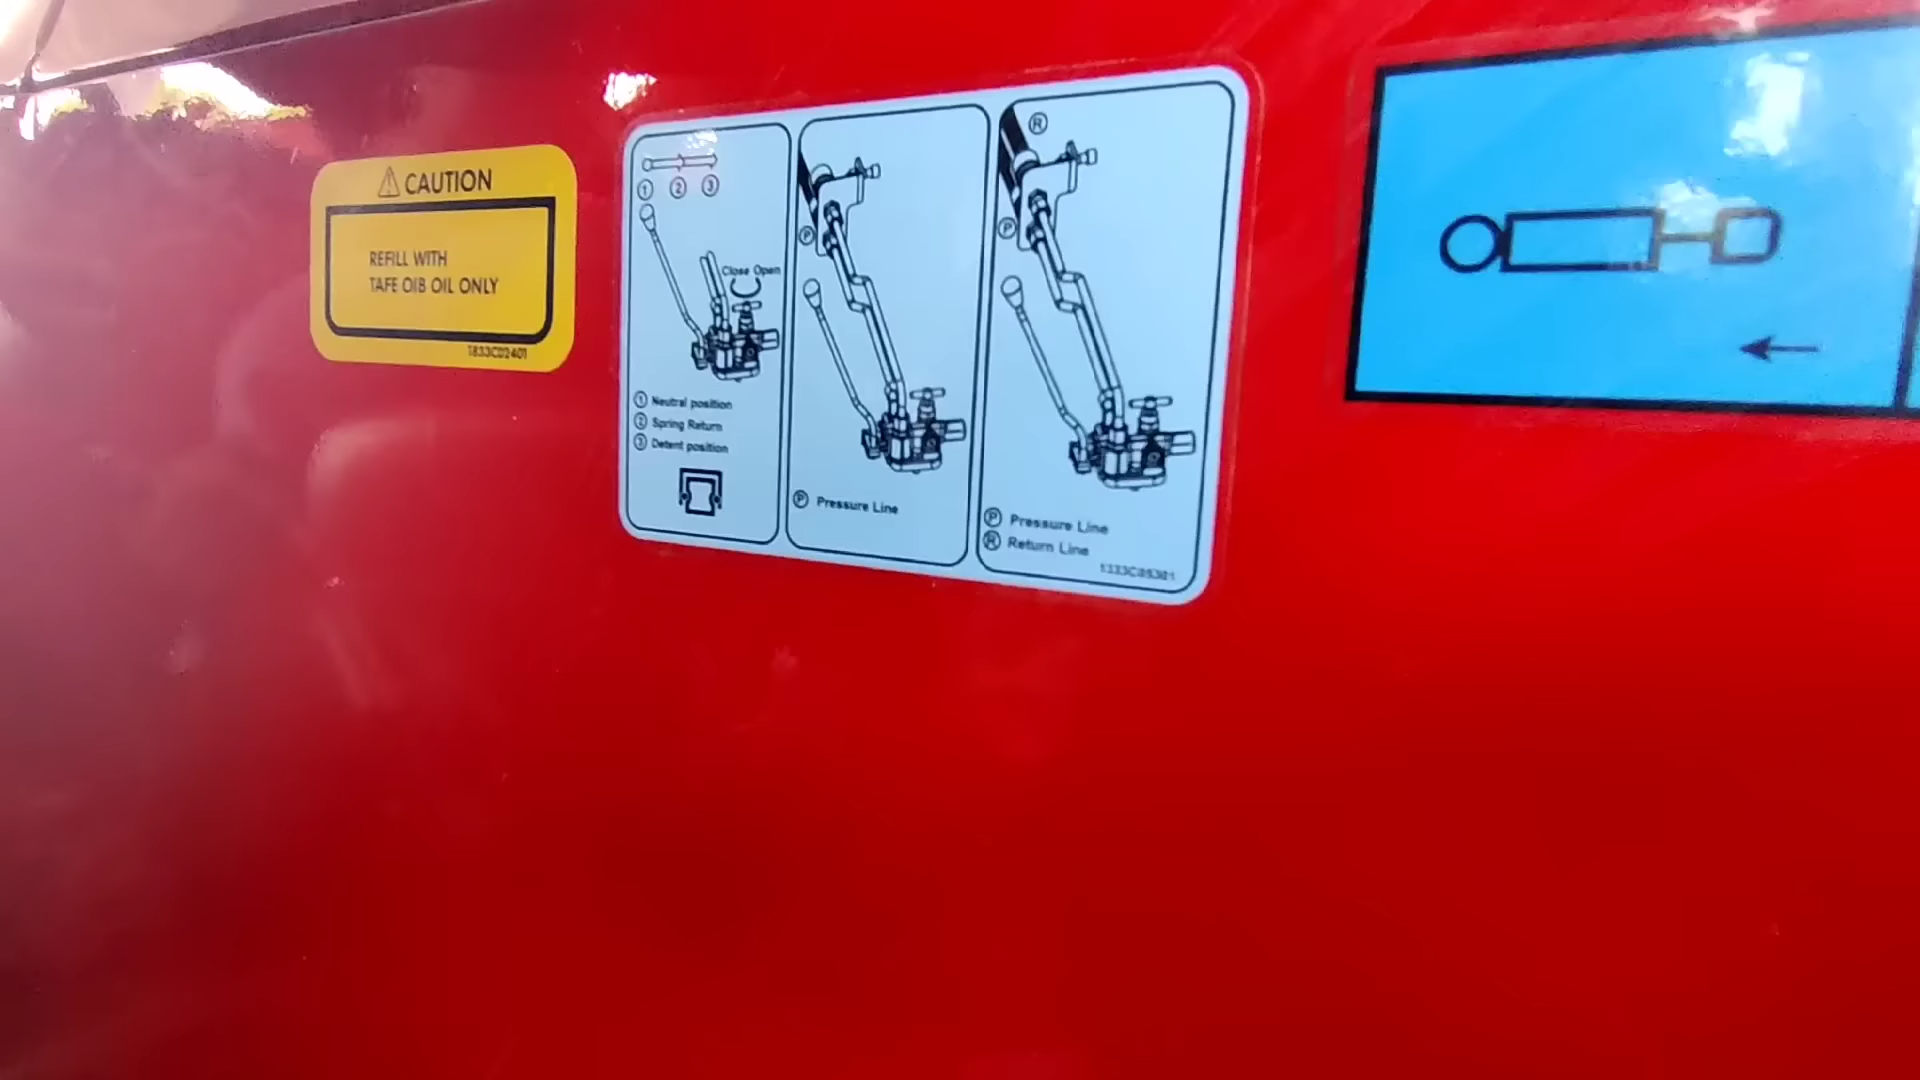 CAUTION
REFILL WITH
TAFE OIB OIL ONLY
1833C02401
1 2 3
Close Open
1 Neutral position
2 Spring Return
3 Detent position
P
P Pressure Line
R
P
P Pressure Line
R Return Line